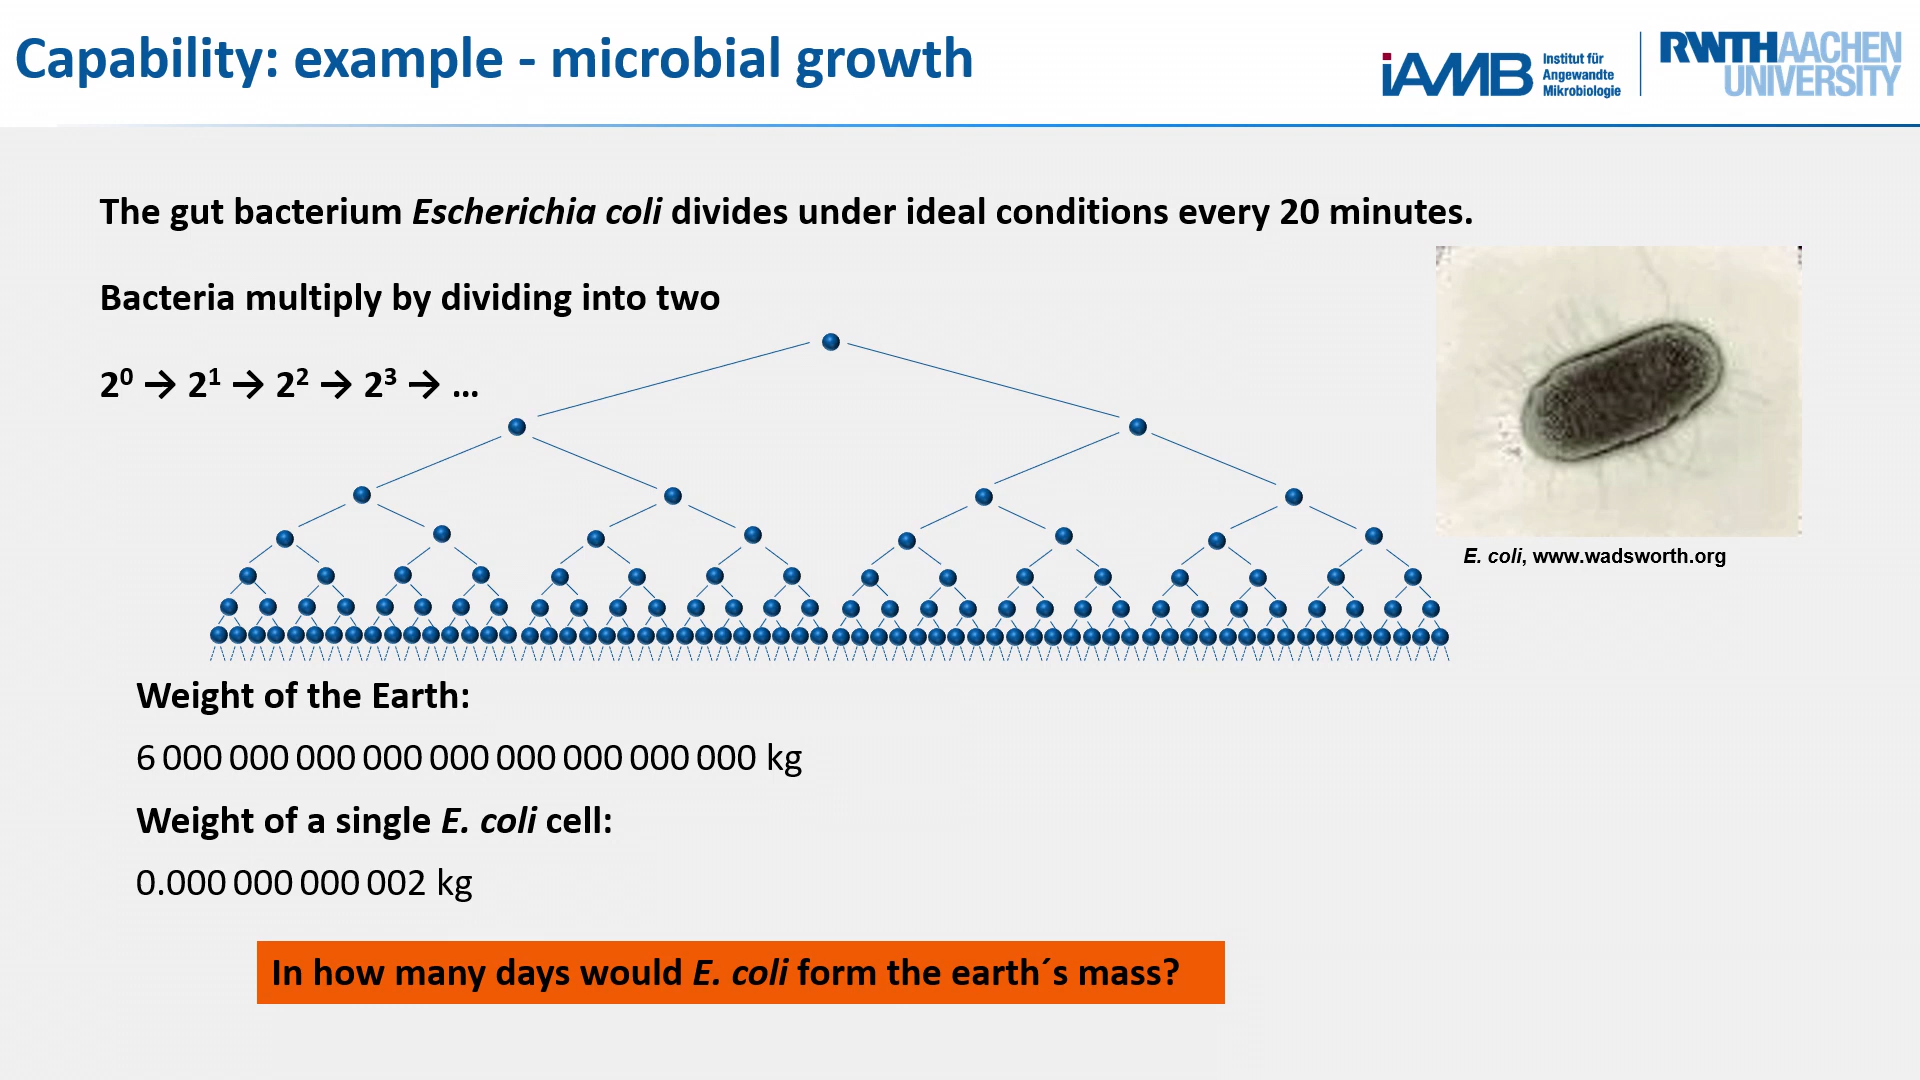 Capability: example - microbial growth
iAMB
Institut für
Angewandte
Mikrobiologie
RWTHAACHEN
UNIVERSITY
The gut bacterium Escherichia coli divides under ideal conditions every 20 minutes.
Bacteria multiply by dividing into two
2⁰ → 2¹ → 2² → 2³ → ...
E. coli, www.wadsworth.org
Weight of the Earth:
6 000 000 000 000 000 000 000 000 000 kg
Weight of a single E. coli cell:
0.000 000 000 002 kg
In how many days would E. coli form the earth´s mass?